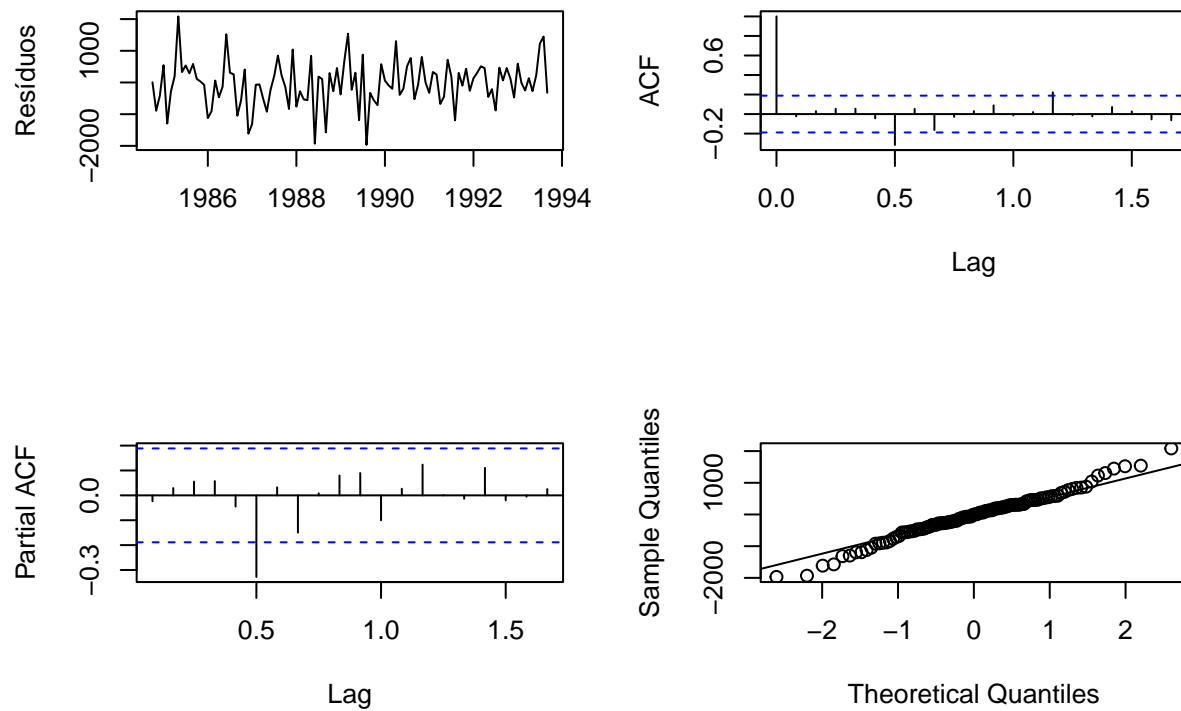 Resíduos
1000
−2000
1986 1988 1990 1992 1994
ACF
0.6
−0.2
0.0 0.5 1.0 1.5
Lag
Partial ACF
0.0
−0.3
0.5 1.0 1.5
Lag
Sample Quantiles
1000
−2000
−2 −1 0 1 2
Theoretical Quantiles